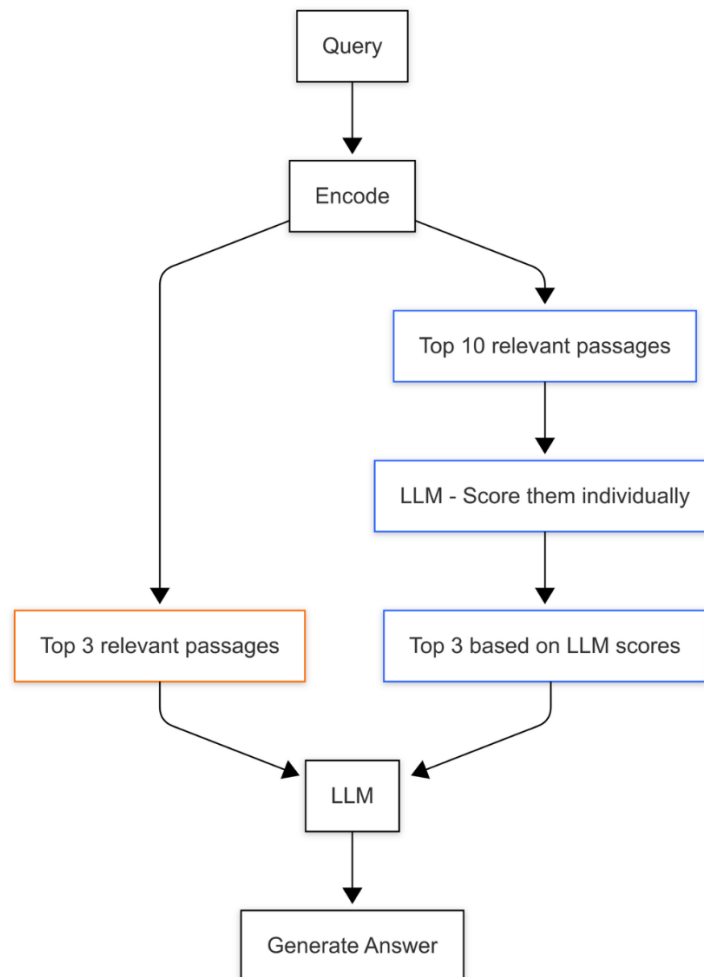 Query
Encode
Top 10 relevant passages
LLM - Score them individually
Top 3 relevant passages
Top 3 based on LLM scores
LLM
Generate Answer